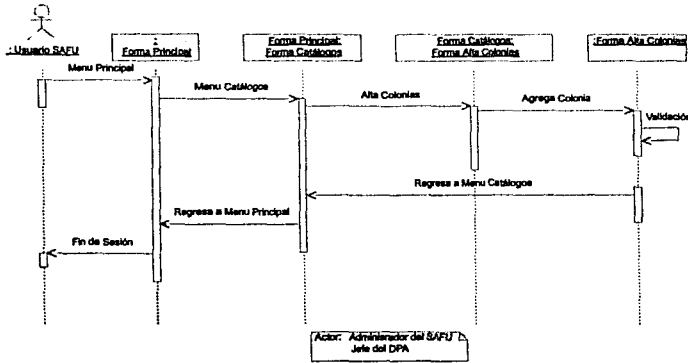 : Usuario SAFU
:
Forma Principal
Forma Principal:
Forma Catálogos
Forma Catálogos:
Forma Alta Colonias
:Forma Alta Colonias
Menu Principal
Menu Catálogos
Alta Colonias
Agrega Colonia
Validación
Regresa a Menu Catálogos
Regresa a Menu Principal
Fin de Sesión
Actor: Administrador del SAFU
Jefe del DPA